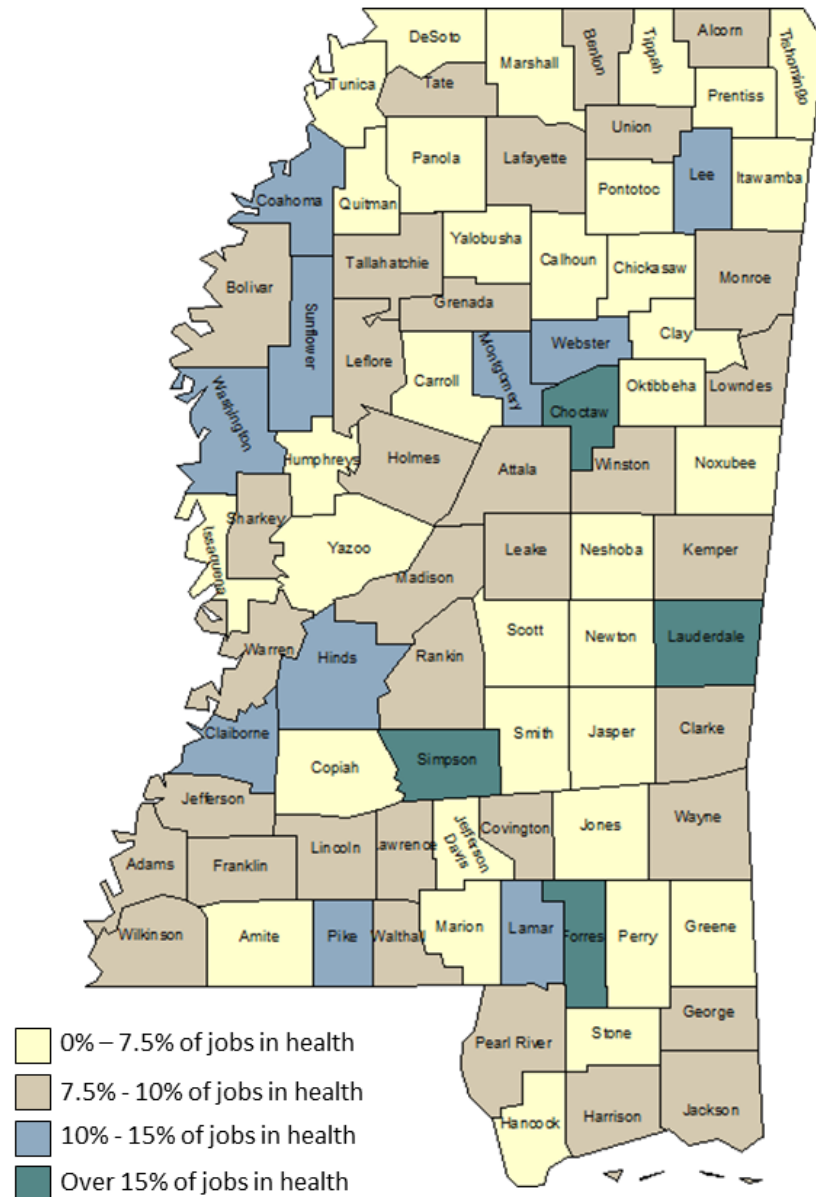 DeSoto
Marshall
Benton
Tippah
Alcorn
Tishomingo
Tunica
Tate
Prentiss
Union
Panola
Lafayette
Lee
Itawamba
Pontotoc
Coahoma
Quitman
Yalobusha
Calhoun
Chickasaw
Tallahatchie
Monroe
Bolivar
Grenada
Sunflower
Webster
Clay
Montgomery
Leflore
Carroll
Oktibbeha
Lowndes
Washington
Choctaw
Humphreys
Holmes
Attala
Winston
Noxubee
Sharkey
Issaquena
Yazoo
Leake
Neshoba
Kemper
Madison
Scott
Newton
Lauderdale
Warren
Hinds
Rankin
Claiborne
Smith
Jasper
Clarke
Copiah
Simpson
Jefferson
Jefferson
Davis
Covington
Jones
Wayne
Lincoln
Lawrence
Adams
Franklin
Wilkinson
Amite
Pike
Walthall
Marion
Lamar
Forres
Perry
Greene
George
Stone
Pearl River
Hancock
Harrison
Jackson
0% – 7.5% of jobs in health
7.5% - 10% of jobs in health
10% - 15% of jobs in health
Over 15% of jobs in health